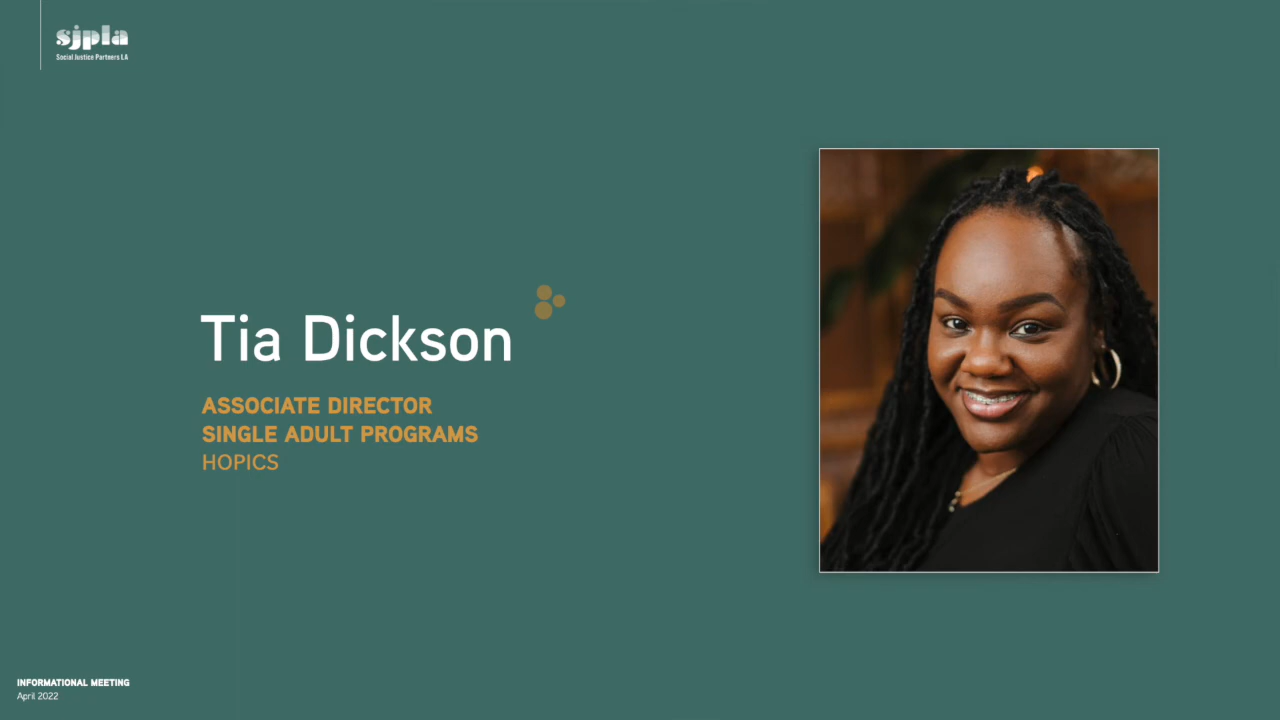 sjpla
Social Justice Partners LA
Tia Dickson
ASSOCIATE DIRECTOR
SINGLE ADULT PROGRAMS
HOPICS
INFORMATIONAL MEETING
April 2022